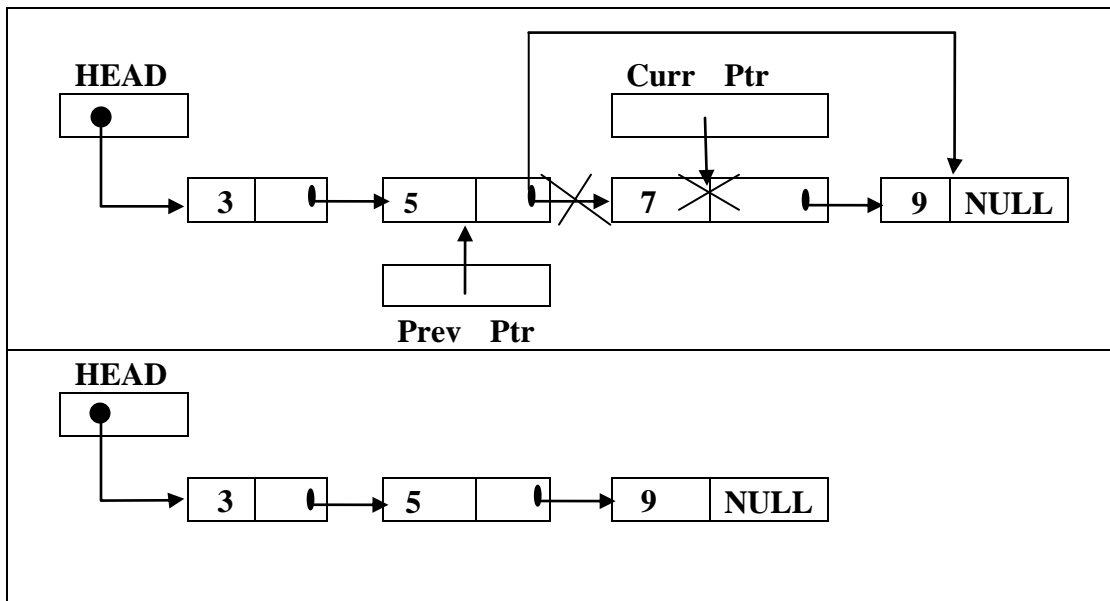 HEAD
Curr Ptr
3 5 7 9 NULL
Prev Ptr
HEAD
3 5 9 NULL